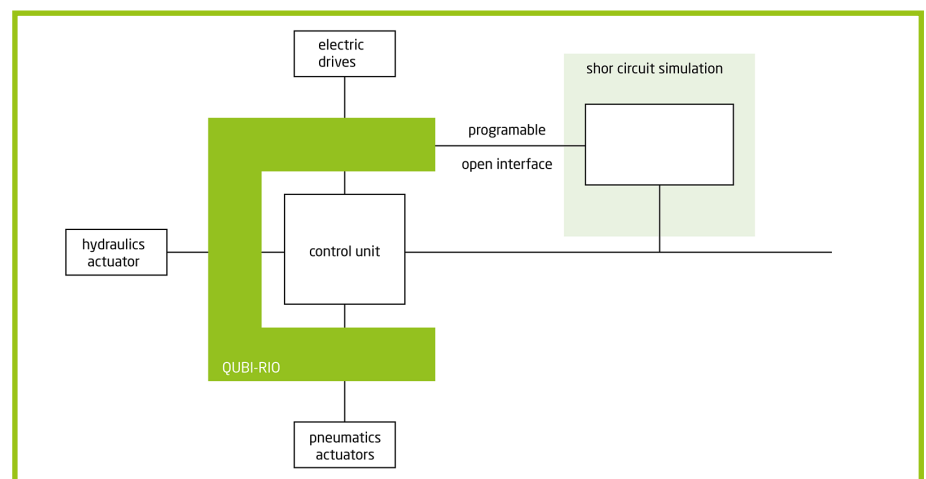 electric
drives
shor circuit simulation
programable
open interface
hydraulics
actuator
control unit
QUBI-RIO
pneumatics
actuators